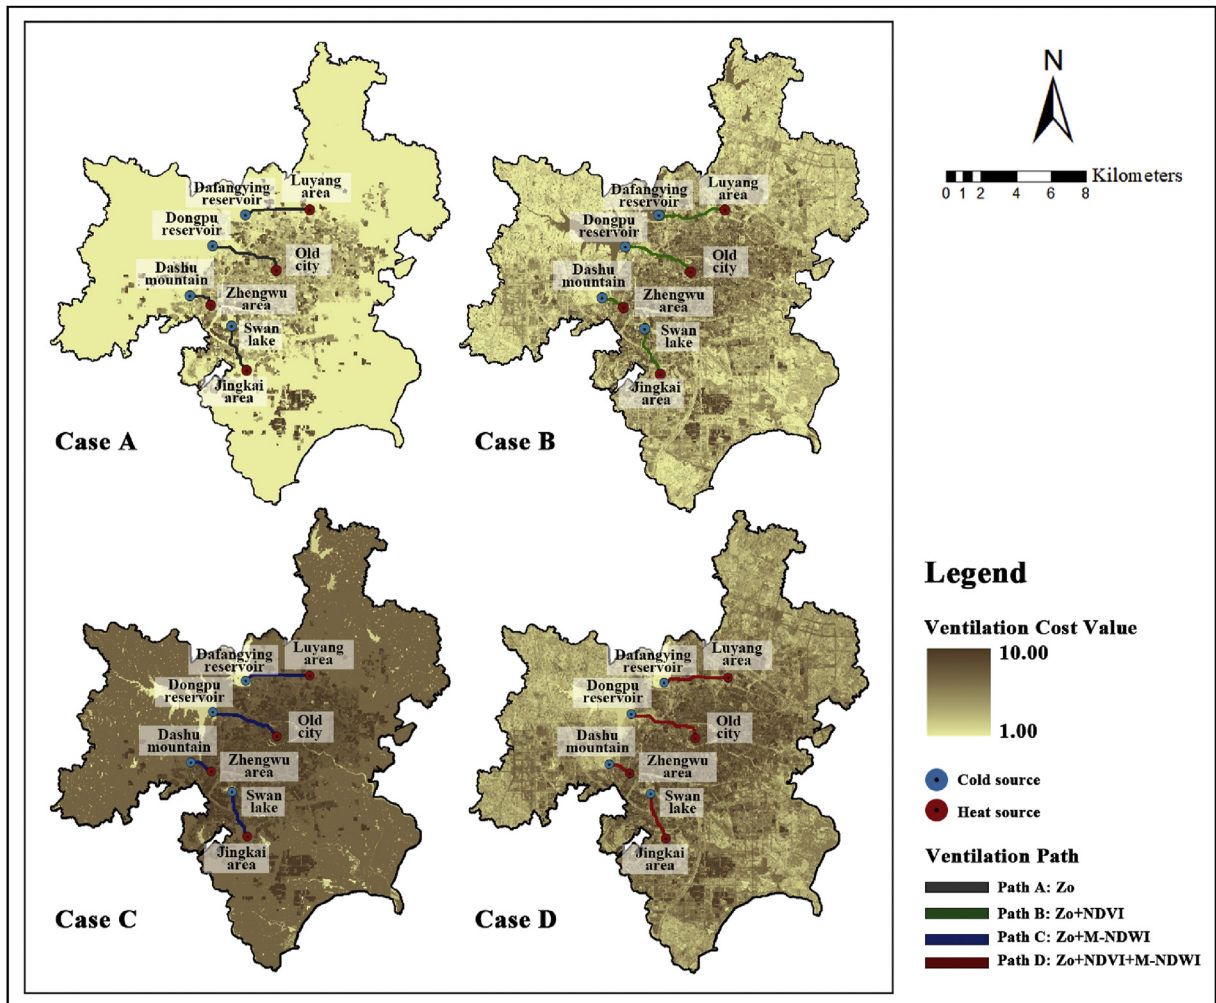 Dafangying
reservoir
Luyang
area
Dongpu
reservoir
Old
city
Dashu
mountain
Zhengwu
area
Swan
lake
Jingkai
area
Case A
Dafangying
reservoir
Luyang
area
Dongpu
reservoir
Old
city
Dashu
mountain
Zhengwu
area
Swan
lake
Jingkai
area
Case B
N
0 1 2 4 6 8 Kilometers
Dafangying
reservoir
Luyang
area
Dongpu
reservoir
Old
city
Dashu
mountain
Zhengwu
area
Swan
lake
Jingkai
area
Case C
Dafangying
reservoir
Luyang
area
Dongpu
reservoir
Old
city
Dashu
mountain
Zhengwu
area
Swan
lake
Jingkai
area
Case D
Legend
Ventilation Cost Value
10.00
1.00
Cold source
Heat source
Ventilation Path
Path A: Zo
Path B: Zo+NDVI
Path C: Zo+M-NDWI
Path D: Zo+NDVI+M-NDWI